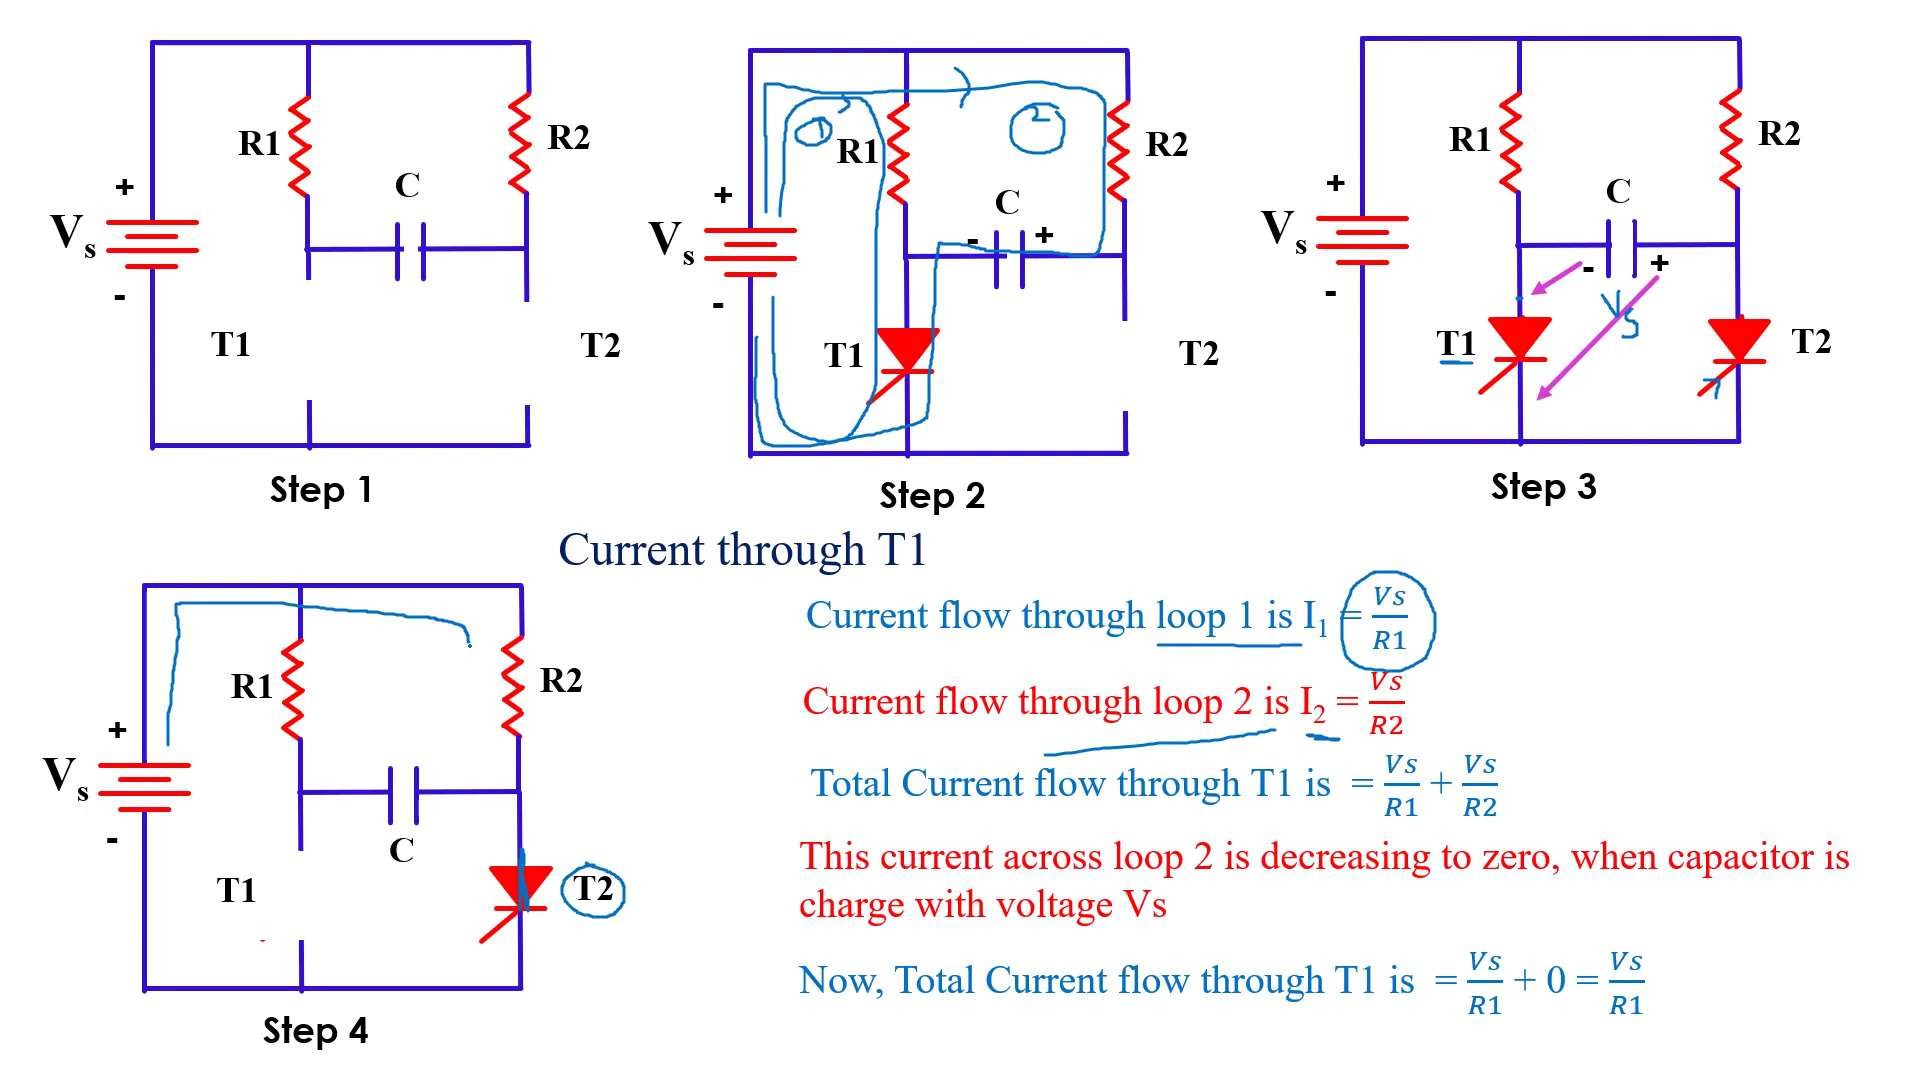 R1
R2
C
+
Vs
-
T1
T2
Step 1
1
2
R1
R2
C
- +
+
Vs
-
T1
T2
Step 2
R1
R2
C
- +
+
Vs
-
Vs
T1
T2
Step 3
R1
R2
+
Vs
-
C
T1
T2
Step 4
Current through T1
Current flow through loop 1 is I1 = Vs/R1
Current flow through loop 2 is I2 = Vs/R2
Total Current flow through T1 is = Vs/R1 + Vs/R2
This current across loop 2 is decreasing to zero, when capacitor is
charge with voltage Vs
Now, Total Current flow through T1 is = Vs/R1 + 0 = Vs/R1